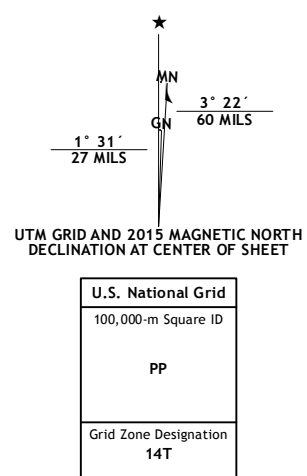 ★
MN
3° 22´
60 MILS
GN
1° 31´
27 MILS
UTM GRID AND 2015 MAGNETIC NORTH
DECLINATION AT CENTER OF SHEET
U.S. National Grid
100,000-m Square ID
PP
Grid Zone Designation
14T